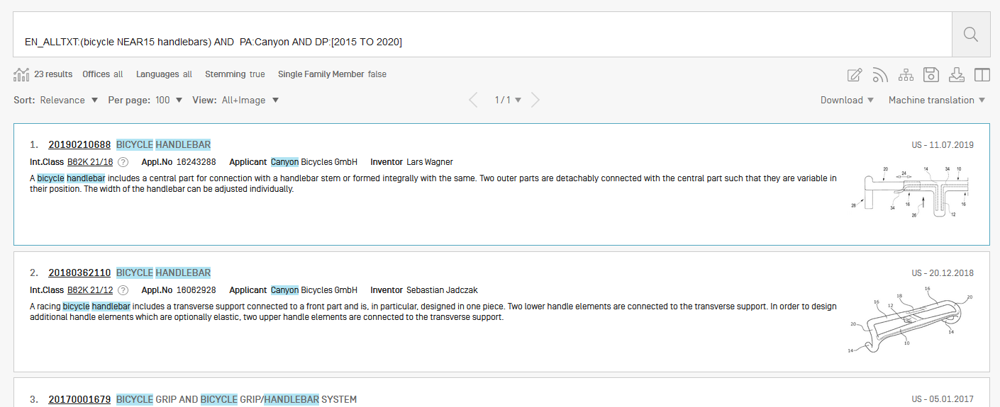 EN_ALLTXT:(bicycle NEAR15 handlebars) AND  PA:Canyon AND DP:[2015 TO 2020]
23 results Offices all Languages all Stemming true Single Family Member false
Sort: Relevance ▼ Per page: 100 ▼ View: All+Image ▼ 1 / 1 ▼ Download ▼ Machine translation ▼
1. 20190210688 BICYCLE HANDLEBAR US - 11.07.2019
Int.Class B62K 21/16 ? Appl.No 16243288 Applicant Canyon Bicycles GmbH Inventor Lars Wagner
A bicycle handlebar includes a central part for connection with a handlebar stem or formed integrally with the same. Two outer parts are detachably connected with the central part such that they are variable in
their position. The width of the handlebar can be adjusted individually.
20 24 14 34 10
28 34 16 26 12 16
2. 20180362110 BICYCLE HANDLEBAR US - 20.12.2018
Int.Class B62K 21/12 ? Appl.No 16062928 Applicant Canyon Bicycles GmbH Inventor Sebastian Jadczak
A racing bicycle handlebar includes a transverse support connected to a front part and is, in particular, designed in one piece. Two lower handle elements are connected to the transverse support. In order to design
additional handle elements which are optionally elastic, two upper handle elements are connected to the transverse support.
16 18 20 16 12
20 14 10 14
3. 20170001679 BICYCLE GRIP AND BICYCLE GRIP/HANDLEBAR SYSTEM US - 05.01.2017